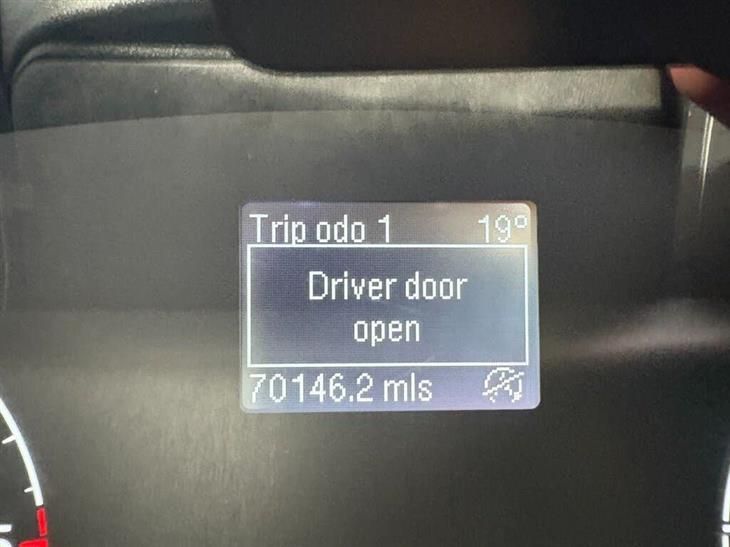 Trip odo 1 19°
Driver door
open
70146.2 mls